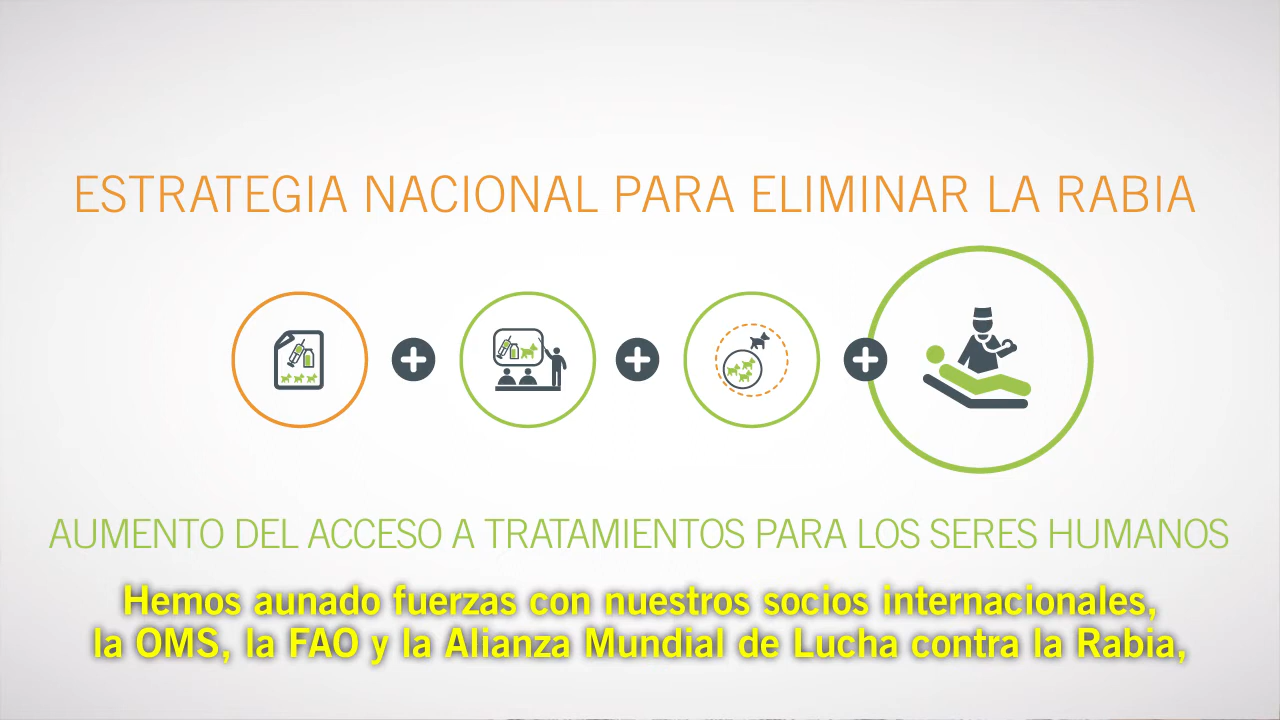 ESTRATEGIA NACIONAL PARA ELIMINAR LA RABIA
AUMENTO DEL ACCESO A TRATAMIENTOS PARA LOS SERES HUMANOS
Hemos aunado fuerzas con nuestros socios internacionales,
la OMS, la FAO y la Alianza Mundial de Lucha contra la Rabia,